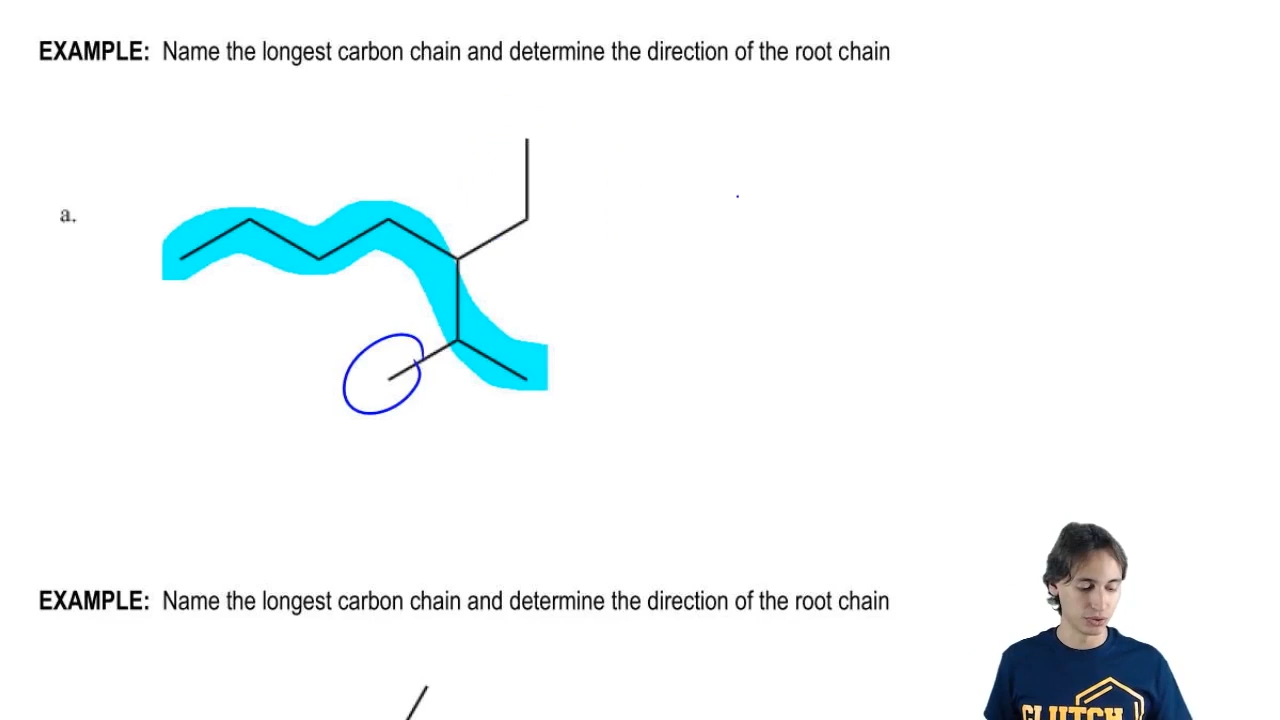 EXAMPLE: Name the longest carbon chain and determine the direction of the root chain
a.
EXAMPLE: Name the longest carbon chain and determine the direction of the root chain
CLUTCH